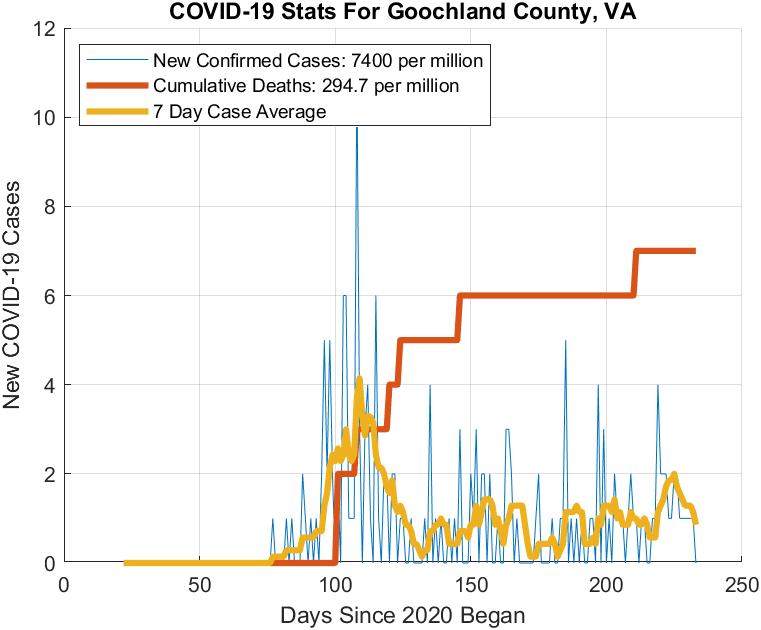 COVID-19 Stats For Goochland County, VA
New Confirmed Cases: 7400 per million
Cumulative Deaths: 294.7 per million
7 Day Case Average
New COVID-19 Cases
12
10
8
6
4
2
0
0 50 100 150 200 250
Days Since 2020 Began